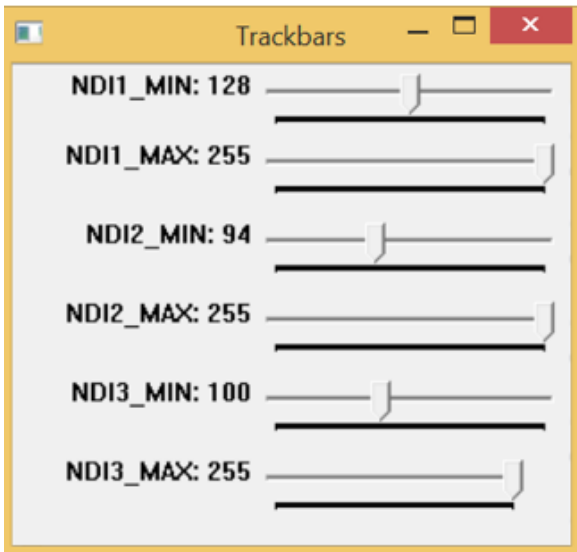 Trackbars
NDI1_MIN: 128
NDI1_MAX: 255
NDI2_MIN: 94
NDI2_MAX: 255
NDI3_MIN: 100
NDI3_MAX: 255